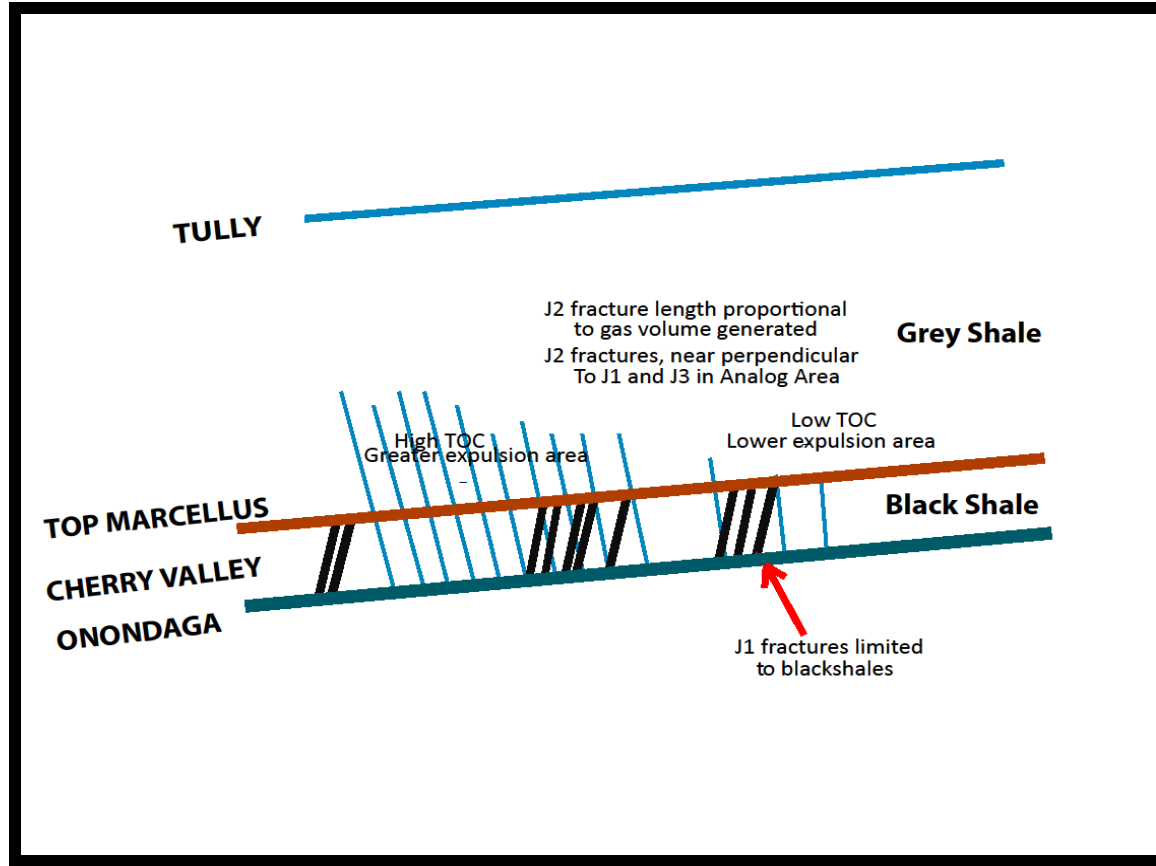 TULLY
J2 fracture length proportional
to gas volume generated
J2 fractures, near perpendicular
To J1 and J3 in Analog Area
Grey Shale
High TOC
Greater expulsion area
Low TOC
Lower expulsion area
TOP MARCELLUS
Black Shale
CHERRY VALLEY
ONONDAGA
J1 fractures limited
to blackshales